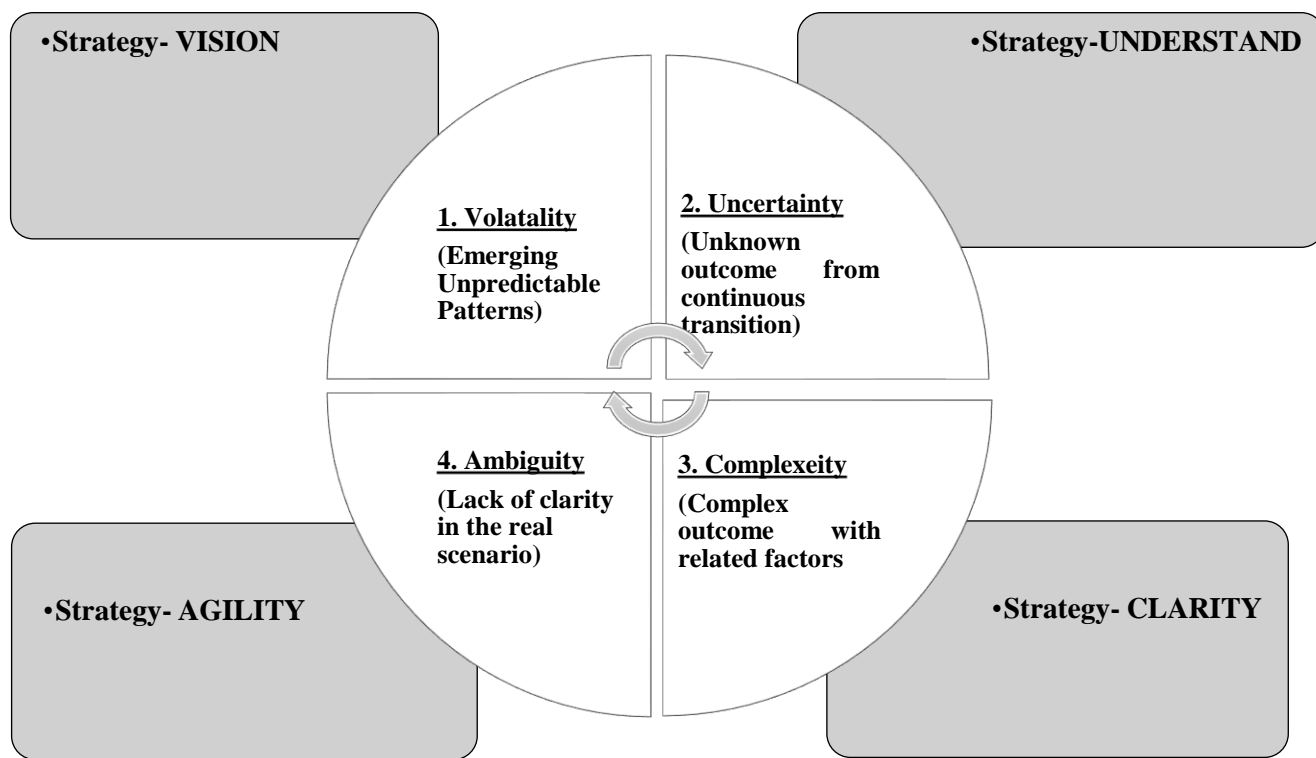 •Strategy- VISION
•Strategy-UNDERSTAND
1. Volatality
(Emerging
Unpredictable
Patterns)
2. Uncertainty
(Unknown
outcome from
continuous
transition)
4. Ambiguity
(Lack of clarity
in the real
scenario)
3. Complexeity
(Complex
outcome with
related factors
•Strategy- AGILITY
•Strategy- CLARITY